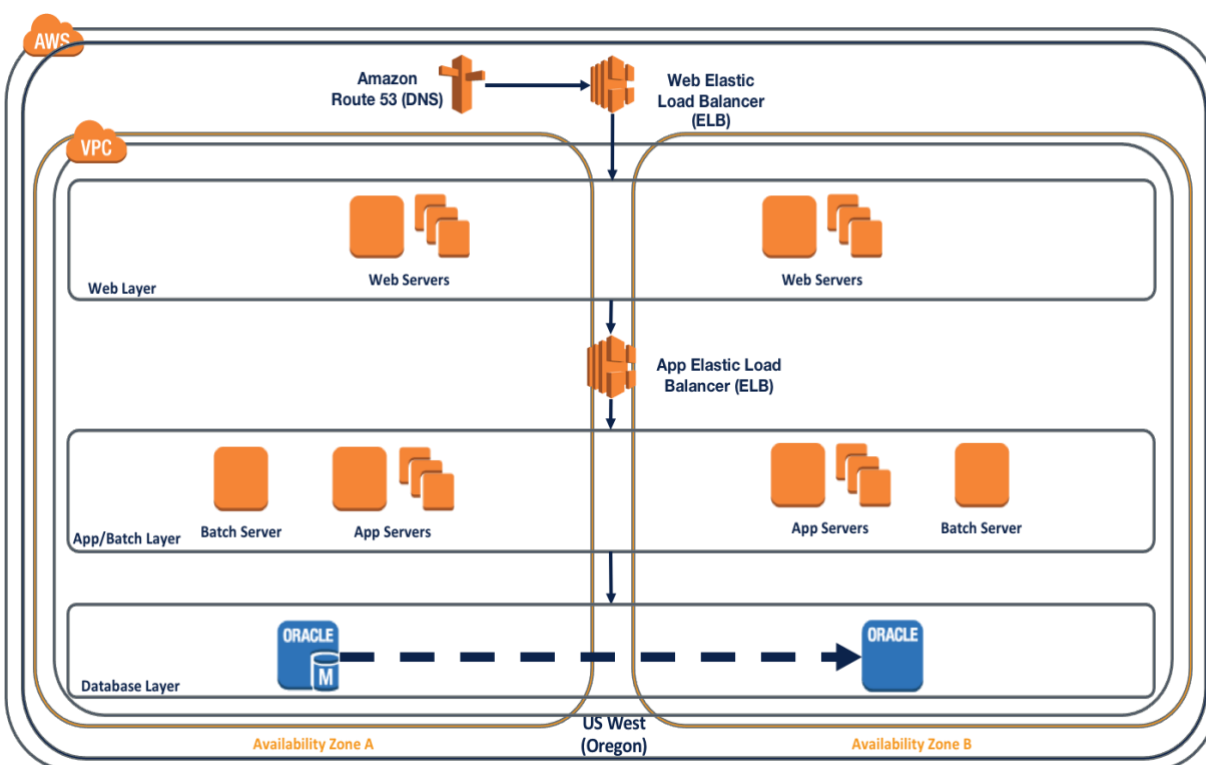 AWS
Amazon
Route 53 (DNS)
Web Elastic
Load Balancer
(ELB)
VPC
Web Servers
Web Servers
Web Layer
App Elastic Load
Balancer (ELB)
Batch Server
App Servers
App Servers
Batch Server
App/Batch Layer
ORACLE
M
ORACLE
Database Layer
US West
(Oregon)
Availability Zone A
Availability Zone B